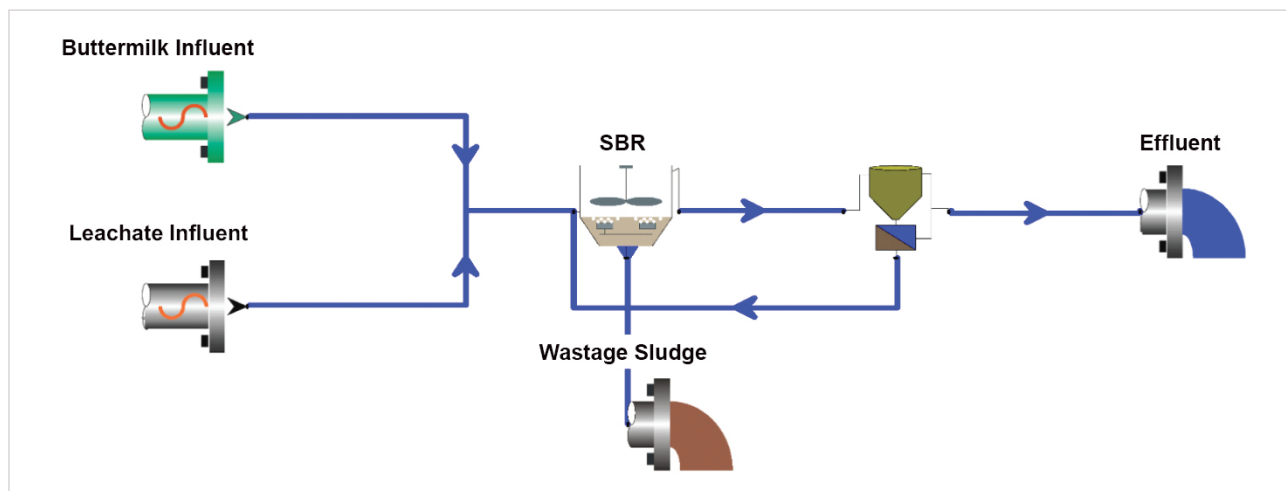 Buttermilk Influent
SBR
Effluent
Leachate Influent
Wastage Sludge